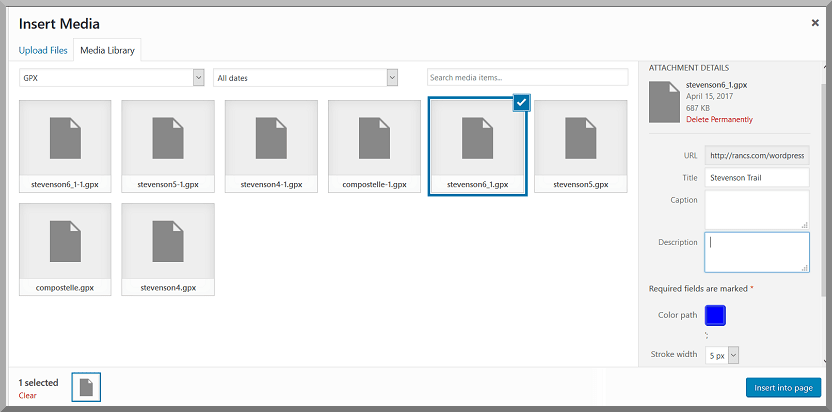 Insert Media
Upload Files
Media Library
GPX
All dates
Search media items...
stevenson6_1-1.gpx
stevenson5-1.gpx
stevenson4-1.gpx
compostelle-1.gpx
stevenson6_1.gpx
stevenson5.gpx
compostelle.gpx
stevenson4.gpx
ATTACHMENT DETAILS
stevenson6_1.gpx
April 15, 2017
687 KB
Delete Permanently
URL http://rancs.com/wordpress
Title Stevenson Trail
Caption
Description
Required fields are marked *
Color path
';
Stroke width 5 px
1 selected
Clear
Insert into page